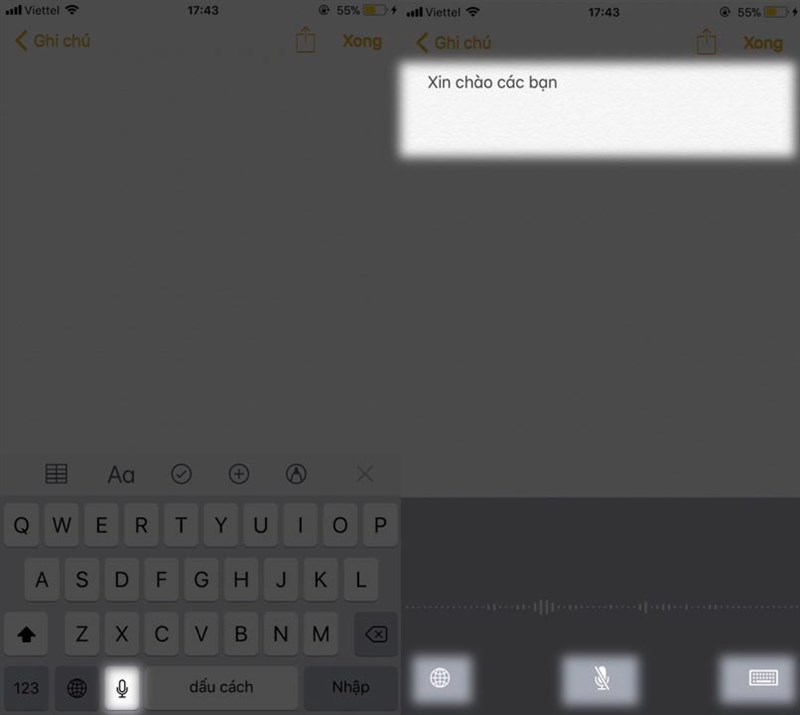 Viettel 17:43 55%
Ghi chú Xong
Aa
Q W E R T Y U I O P
A S D F G H J K L
Z X C V B N M
123 dấu cách Nhập
Viettel 17:43 55%
Ghi chú Xong
Xin chào các bạn